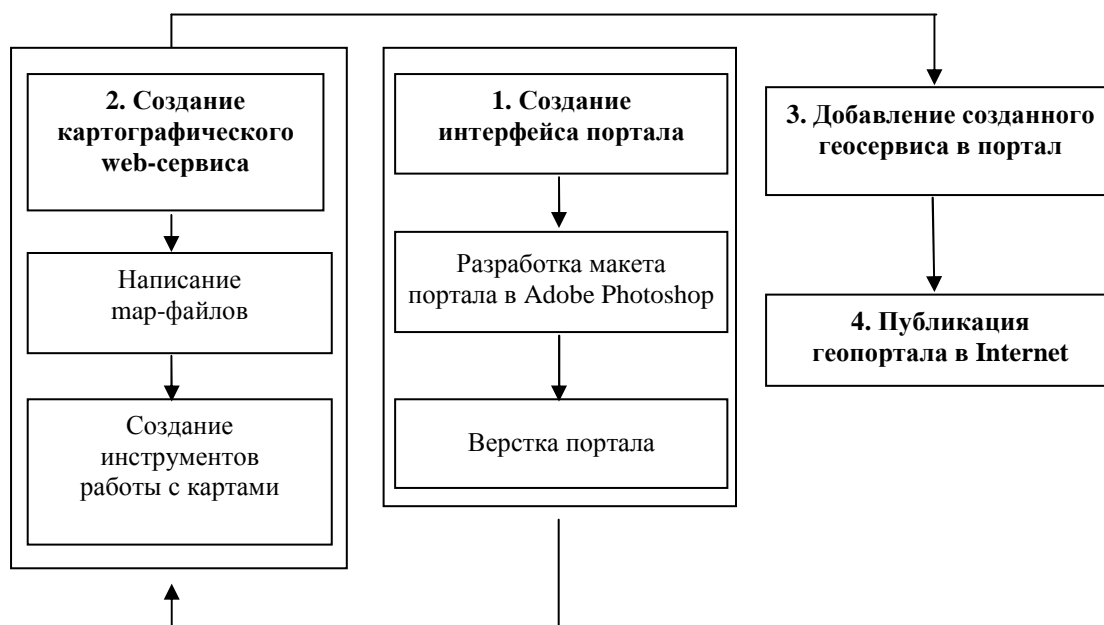 2. Создание
картографического
web-сервиса
Написание
map-файлов
Создание
инструментов
работы с картами
1. Создание
интерфейса портала
Разработка макета
портала в Adobe Photoshop
Верстка портала
3. Добавление созданного
геосервиса в портал
4. Публикация
геопортала в Internet